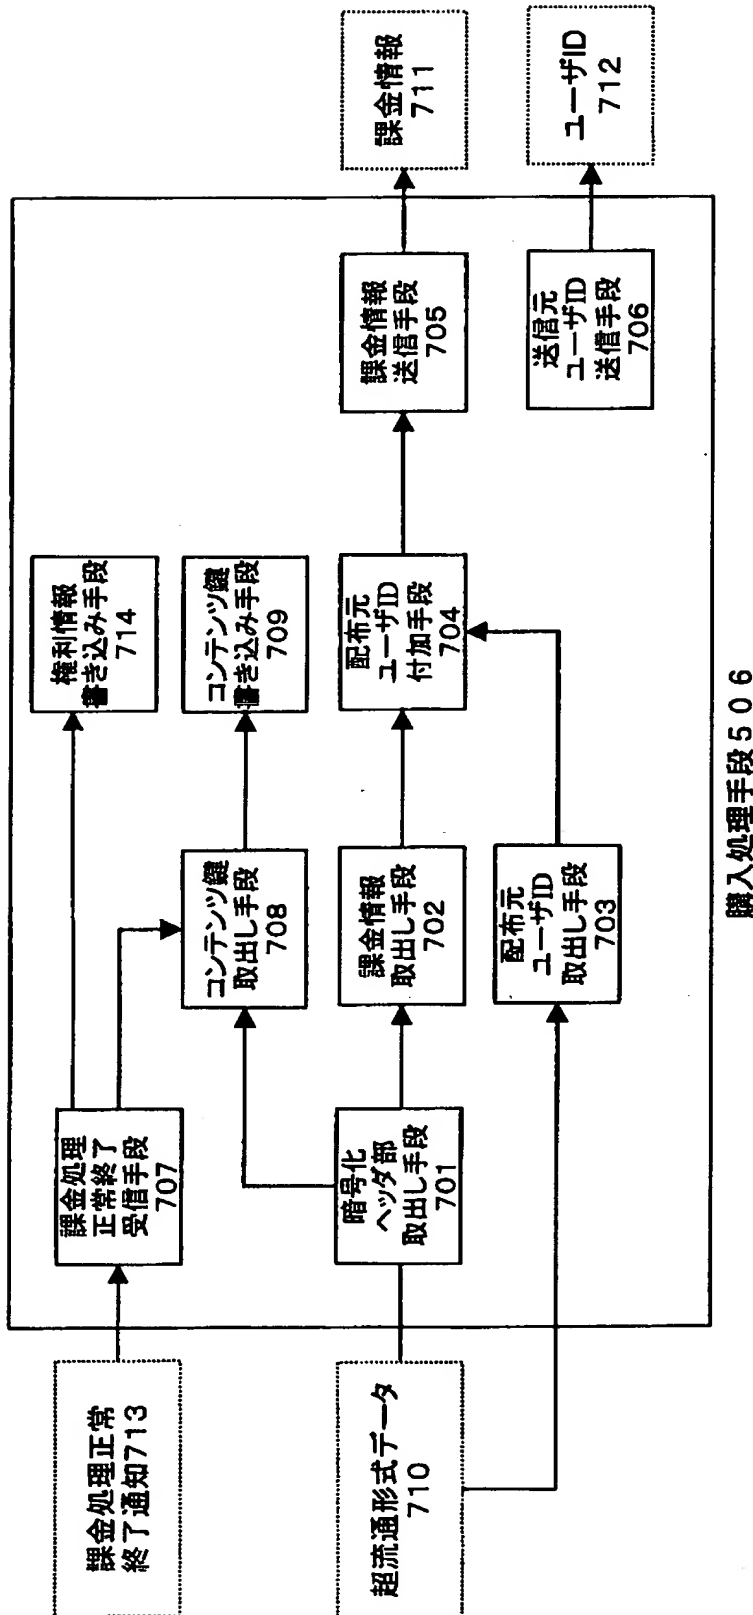 課金処理正常
終了通知713
超流通形式データ
710
課金処理
正常終了
受信手段
707
暗号化
ヘッダ部
取出し手段
701
コンテンツ鍵
取出し手段
708
課金情報
取出し手段
702
配布元
ユーザID
取出し手段
703
権利情報
書き込み手段
714
コンテンツ鍵
書き込み手段
709
配布元
ユーザID
付加手段
704
課金情報
送信手段
705
送信元
ユーザID
送信手段
706
課金情報
711
ユーザID
712
購入処理手段506